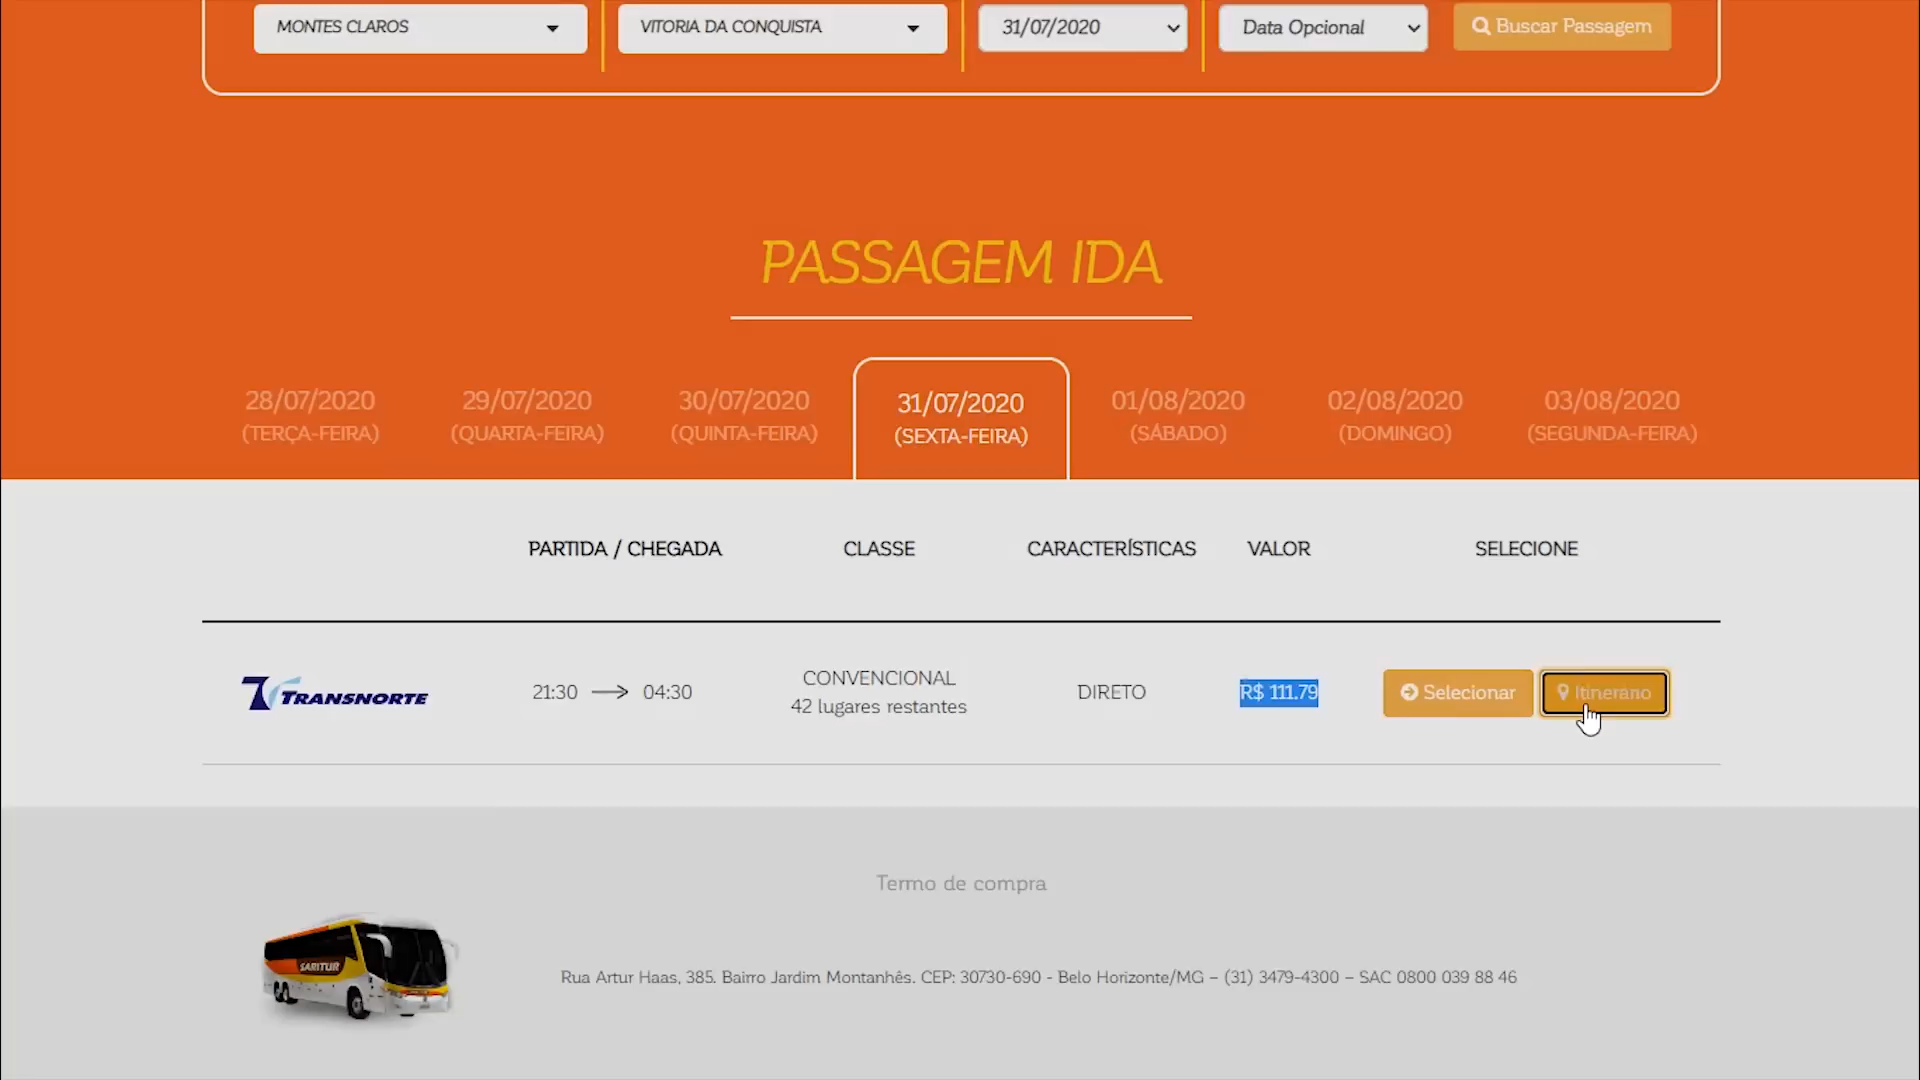 MONTES CLAROS
VITORIA DA CONQUISTA
31/07/2020
Data Opcional
Buscar Passagem
PASSAGEM IDA
28/07/2020
(TERÇA-FEIRA)
29/07/2020
(QUARTA-FEIRA)
30/07/2020
(QUINTA-FEIRA)
31/07/2020
(SEXTA-FEIRA)
01/08/2020
(SÁBADO)
02/08/2020
(DOMINGO)
03/08/2020
(SEGUNDA-FEIRA)
PARTIDA / CHEGADA
CLASSE
CARACTERÍSTICAS
VALOR
SELECIONE
TRANSNORTE
21:30 → 04:30
CONVENCIONAL
42 lugares restantes
DIRETO
R$ 111.79
Selecionar
Itinerário
Termo de compra
SARITUR
Rua Artur Haas, 385. Bairro Jardim Montanhês. CEP: 30730-690 - Belo Horizonte/MG – (31) 3479-4300 – SAC 0800 039 88 46